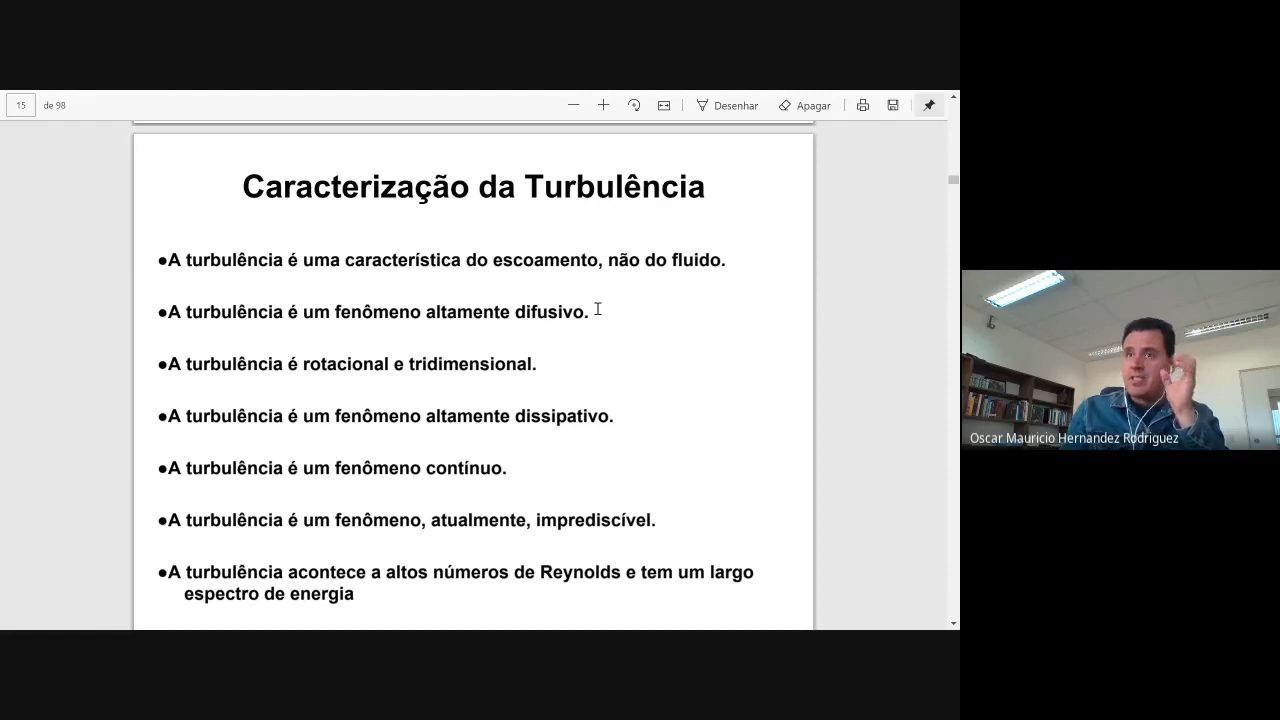 15 de 98
Desenhar
Apagar
Caracterização da Turbulência
●A turbulência é uma característica do escoamento, não do fluido.
●A turbulência é um fenômeno altamente difusivo.
●A turbulência é rotacional e tridimensional.
●A turbulência é um fenômeno altamente dissipativo.
●A turbulência é um fenômeno contínuo.
●A turbulência é um fenômeno, atualmente, imprediscível.
●A turbulência acontece a altos números de Reynolds e tem um largo
espectro de energia
Oscar Mauricio Hernandez Rodriguez